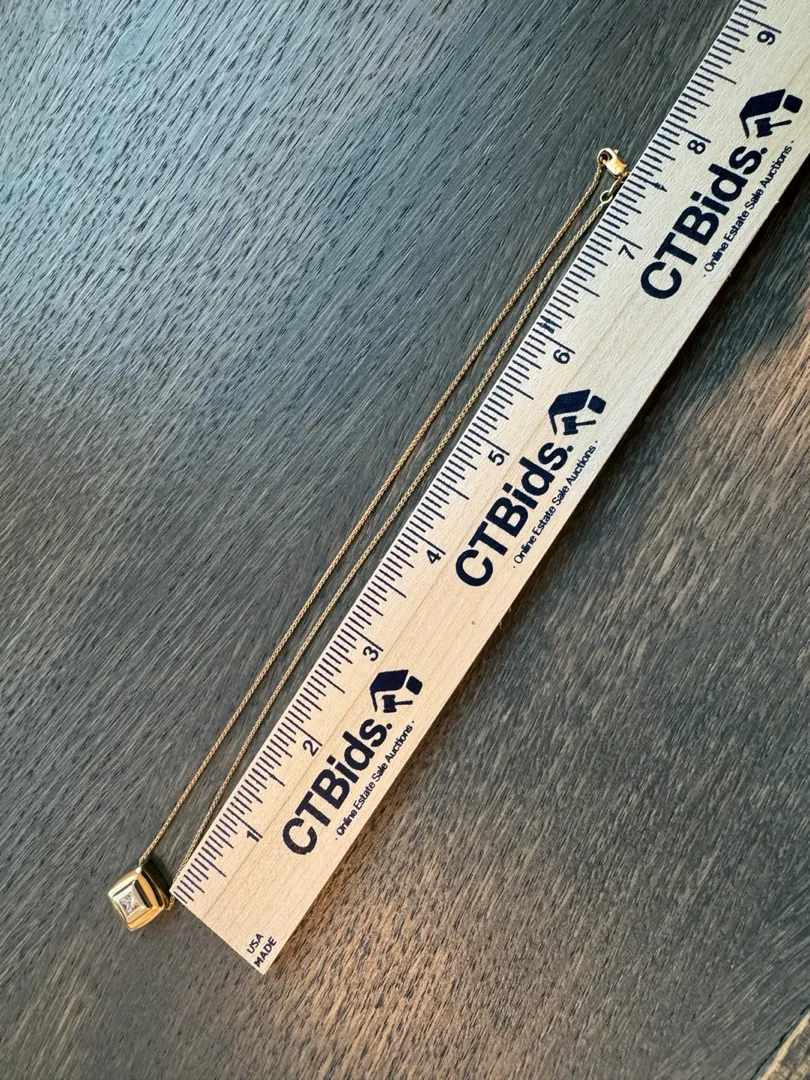 USA
MADE
1
2
3
4
5
6
7
8
9
CTBids.
· Online Estate Sale Auctions ·
CTBids.
· Online Estate Sale Auctions ·
CTBids.
· Online Estate Sale Auctions ·